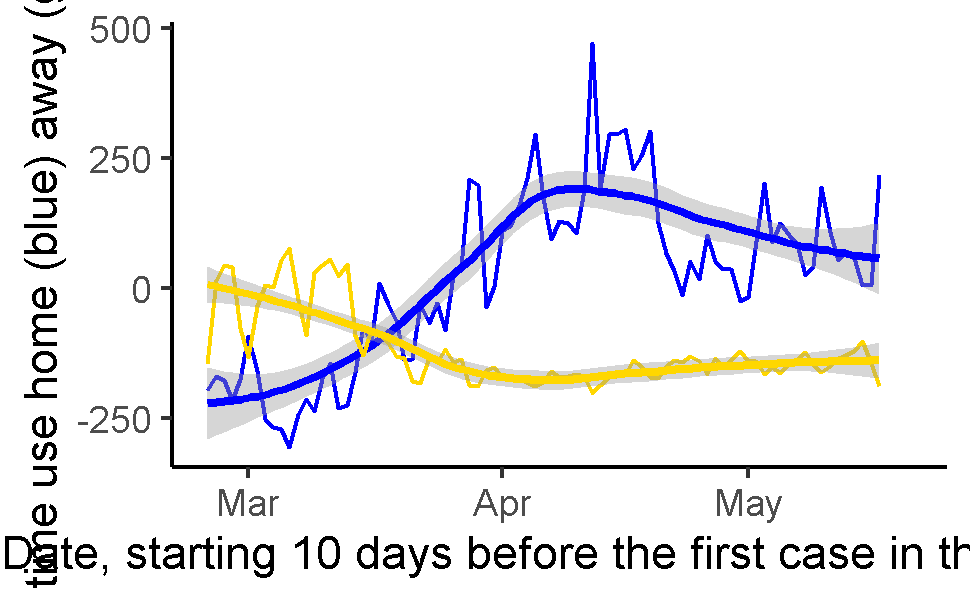 500
250
0
-250
time use home (blue) away (
Mar Apr May
Date, starting 10 days before the first case in th